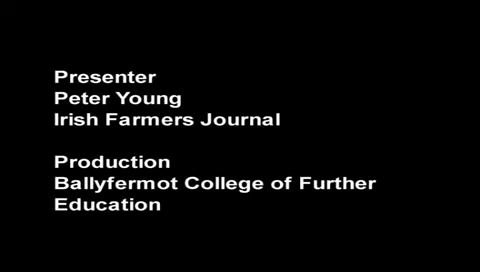 Presenter
Peter Young
Irish Farmers Journal
Production
Ballyfermot College of Further
Education